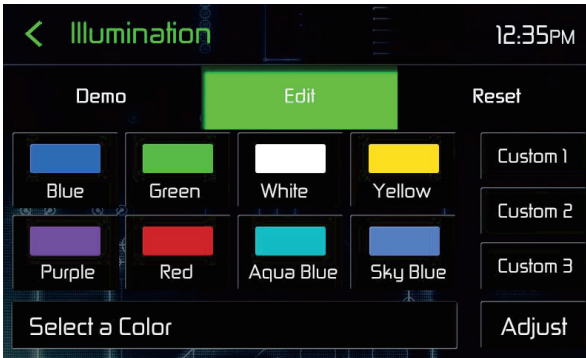 Illumination 12:35PM
Demo Edit Reset
Blue Green White Yellow Custom 1
Custom 2
Purple Red Aqua Blue Sky Blue Custom 3
Select a Color Adjust